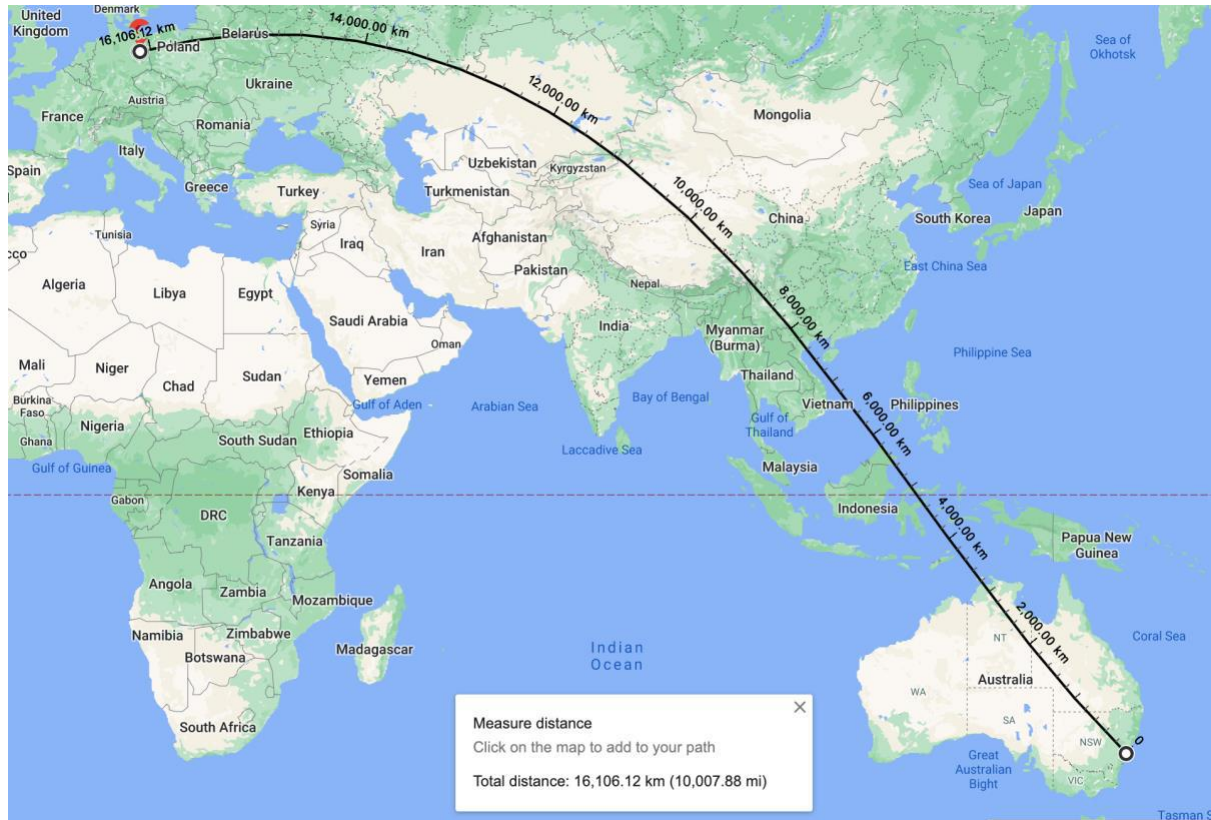 Denmark
United
Kingdom
16,106.12 km
Poland
Belarus
14,000.00 km
Sea of
Okhotsk
Ukraine
12,000.00 km
Mongolia
Austria
France
Romania
Italy
Spain
Uzbekistan
Kyrgyzstan
Greece
Turkey
Turkmenistan
10,000.00 km
Sea of Japan
China
South Korea
Japan
Tunisia
Syria
Iraq
Iran
Afghanistan
occo
Pakistan
East China Sea
Algeria
Libya
Egypt
Nepal
8,000.00 km
Saudi Arabia
India
Myanmar
(Burma)
Oman
Philippine Sea
Mali
Niger
Chad
Sudan
Yemen
Thailand
Burkina
Faso
Gulf of Aden
Arabian Sea
Bay of Bengal
Vietnam
6,000.00 km
Philippines
Nigeria
Ethiopia
Gulf of
Thailand
Ghana
South Sudan
Laccadive Sea
Gulf of Guinea
Somalia
Malaysia
Gabon
Kenya
DRC
Indonesia
4,000.00 km
Tanzania
Papua New
Guinea
Angola
Zambia
Mozambique
2,000.00 km
Namibia
Zimbabwe
Madagascar
Indian
Ocean
NT
Coral Sea
Botswana
WA
Australia
South Africa
SA
NSW
0
Great
Australian
Bight
VIC
Tasman S
Measure distance
Click on the map to add to your path
Total distance: 16,106.12 km (10,007.88 mi)